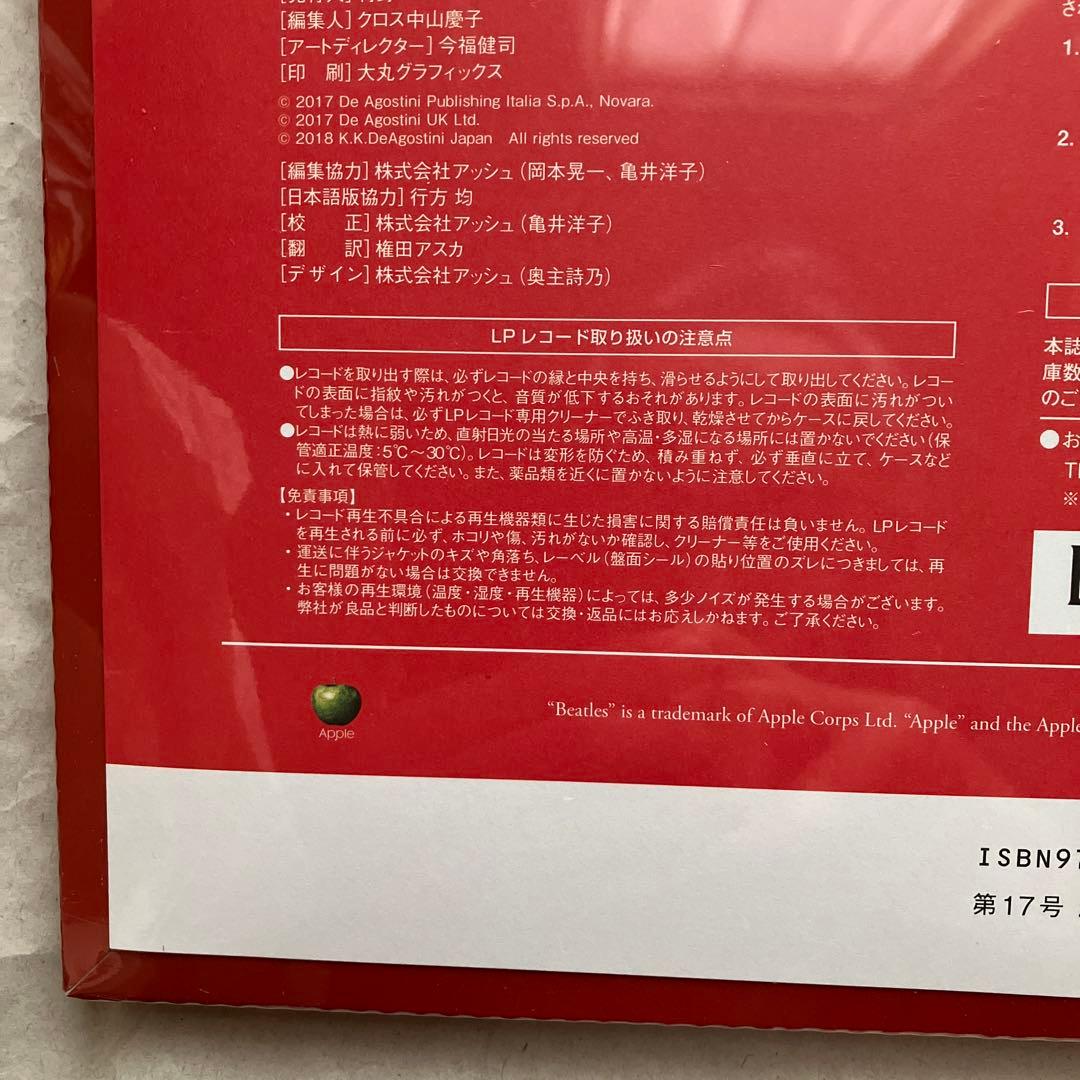 [編集人]クロス中山慶子
[アートディレクター]今福健司
[印　刷]大丸グラフィックス
© 2017 De Agostini Publishing Italia S.p.A., Novara.
© 2017 De Agostini UK Ltd.
© 2018 K.K.DeAgostini Japan　All rights reserved
[編集協力]株式会社アッシュ(岡本晃一、亀井洋子)
[日本語版協力]行方 均
[校　　正]株式会社アッシュ(亀井洋子)
[翻　　訳]権田アスカ
[デザイン]株式会社アッシュ(奥主詩乃)
LPレコード取り扱いの注意点
●レコードを取り出す際は、必ずレコードの縁と中央を持ち、滑らせるようにして取り出してください。レコー
ドの表面に指紋や汚れがつくと、音質が低下するおそれがあります。レコードの表面に汚れがつい
てしまった場合は、必ずLPレコード専用クリーナーでふき取り、乾燥させてからケースに戻してください。
●レコードは熱に弱いため、直射日光の当たる場所や高温・多湿になる場所には置かないでください(保
管適正温度:5℃〜30℃)。レコードは変形を防ぐため、積み重ねず、必ず垂直に立て、ケースなど
に入れて保管してください。また、薬品類を近くに置かないように注意してください。
【免責事項】
・レコード再生不具合による再生機器類に生じた損害に関する賠償責任は負いません。LPレコード
を再生される前に必ず、ホコリや傷、汚れがないか確認し、クリーナー等をご使用ください。
・運送に伴うジャケットのキズや角落ち、レーベル(盤面シール)の貼り位置のズレにつきましては、再
生に問題がない場合は交換できません。
・お客様の再生環境(温度・湿度・再生機器)によっては、多少ノイズが発生する場合がございます。
弊社が良品と判断したものについては交換・返品にはお応えしかねます。ご了承ください。
1.
2.
3.
本誌
庫数
のご
●お
Apple
“Beatles” is a trademark of Apple Corps Ltd. “Apple” and the Apple
ISBN97
第17号